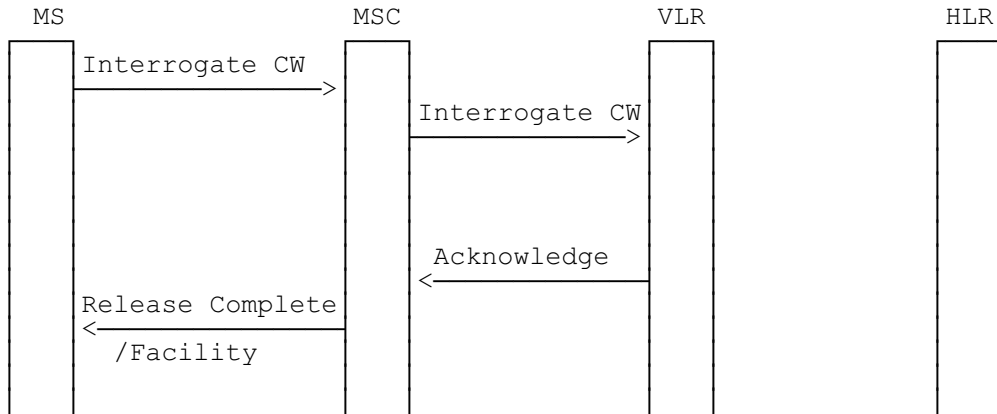 MS MSC VLR HLR
Interrogate CW
Interrogate CW
Acknowledge
Release Complete
/Facility